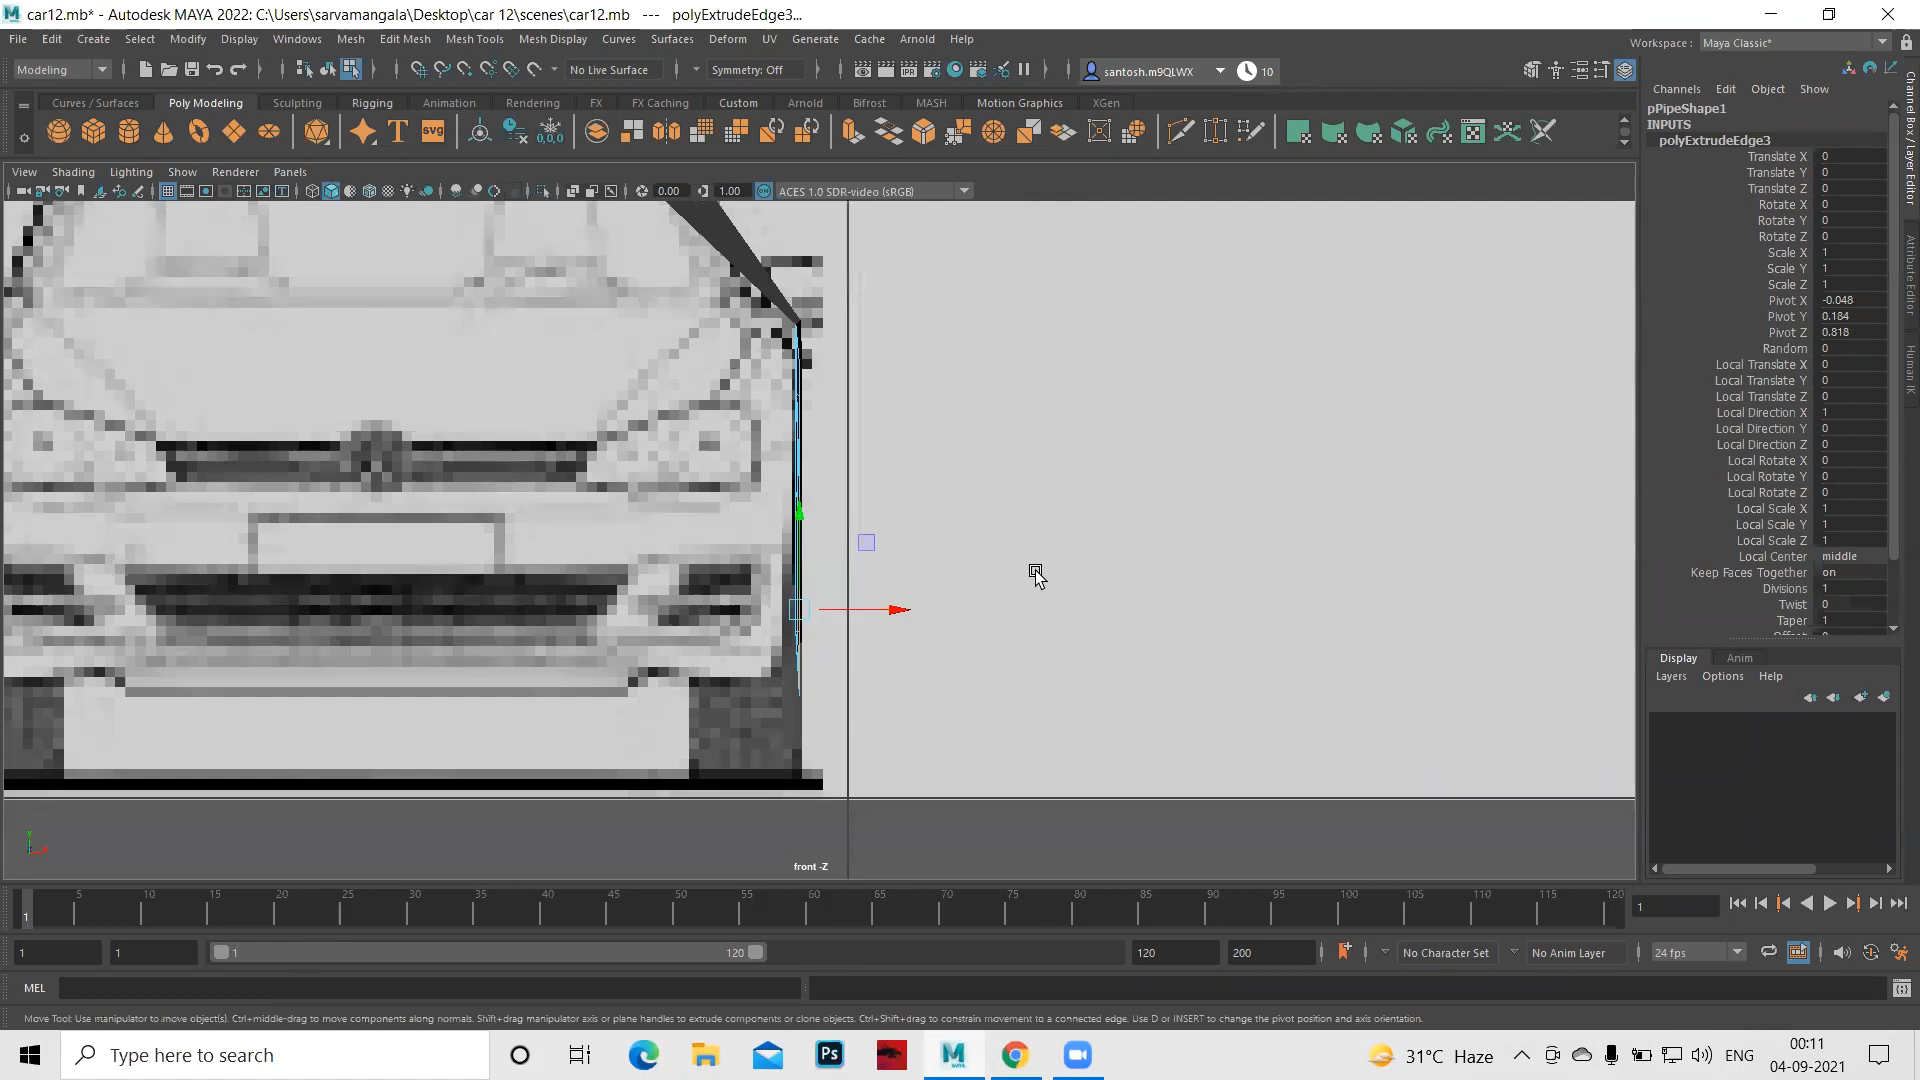 car12.mb* - Autodesk MAYA 2022: C:\Users\sarvamangala\Desktop\car 12\scenes\car12.mb --- polyExtrudeEdge3...
File Edit Create Select Modify Display Windows Mesh Edit Mesh Mesh Tools Mesh Display Curves Surfaces Deform UV Generate Cache Arnold Help
Workspace : Maya Classic*
Modeling No Live Surface Symmetry: Off santosh.m9QLWX 10
Curves / Surfaces Poly Modeling Sculpting Rigging Animation Rendering FX FX Caching Custom Arnold Bifrost MASH Motion Graphics XGen
View Shading Lighting Show Renderer Panels
0.00 1.00 ACES 1.0 SDR-video (sRGB)
Channels Edit Object Show
pPipeShape1
INPUTS
polyExtrudeEdge3
Translate X 0
Translate Y 0
Translate Z 0
Rotate X 0
Rotate Y 0
Rotate Z 0
Scale X 1
Scale Y 1
Scale Z 1
Pivot X -0.048
Pivot Y 0.184
Pivot Z 0.818
Random 0
Local Translate X 0
Local Translate Y 0
Local Translate Z 0
Local Direction X 1
Local Direction Y 0
Local Direction Z 0
Local Rotate X 0
Local Rotate Y 0
Local Rotate Z 0
Local Scale X 1
Local Scale Y 1
Local Scale Z 1
Local Center middle
Keep Faces Together on
Divisions 1
Twist 0
Taper 1
Channel Box / Layer Editor
Attribute Editor
Human IK
Display Anim
Layers Options Help
front -Z
5 10 15 20 25 30 35 40 45 50 55 60 65 70 75 80 85 90 95 100 105 110 115 120
1 1
1 1 1 120 120 200 No Character Set No Anim Layer 24 fps
MEL
Move Tool: Use manipulator to move object(s). Ctrl+middle-drag to move components along normals. Shift+drag manipulator axis or plane handles to extrude components or clone objects. Ctrl+Shift+drag to constrain movement to a connected edge. Use D or INSERT to change the pivot position and axis orientation.
Type here to search
31°C Haze ENG
00:11
04-09-2021